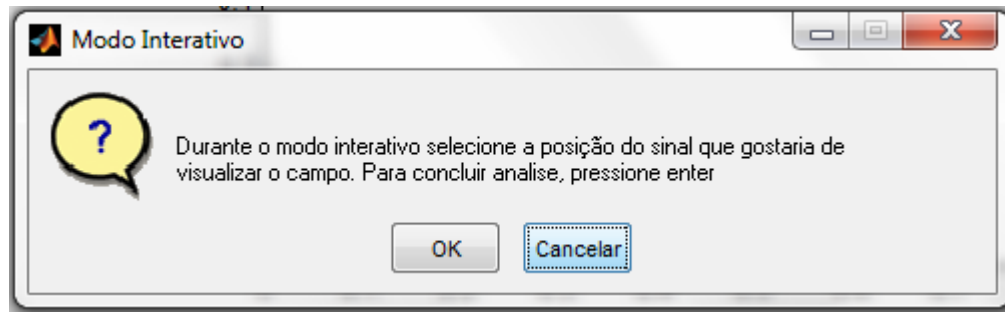 Modo Interativo
?
Durante o modo interativo selecione a posição do sinal que gostaria de
visualizar o campo. Para concluir analise, pressione enter
OK Cancelar